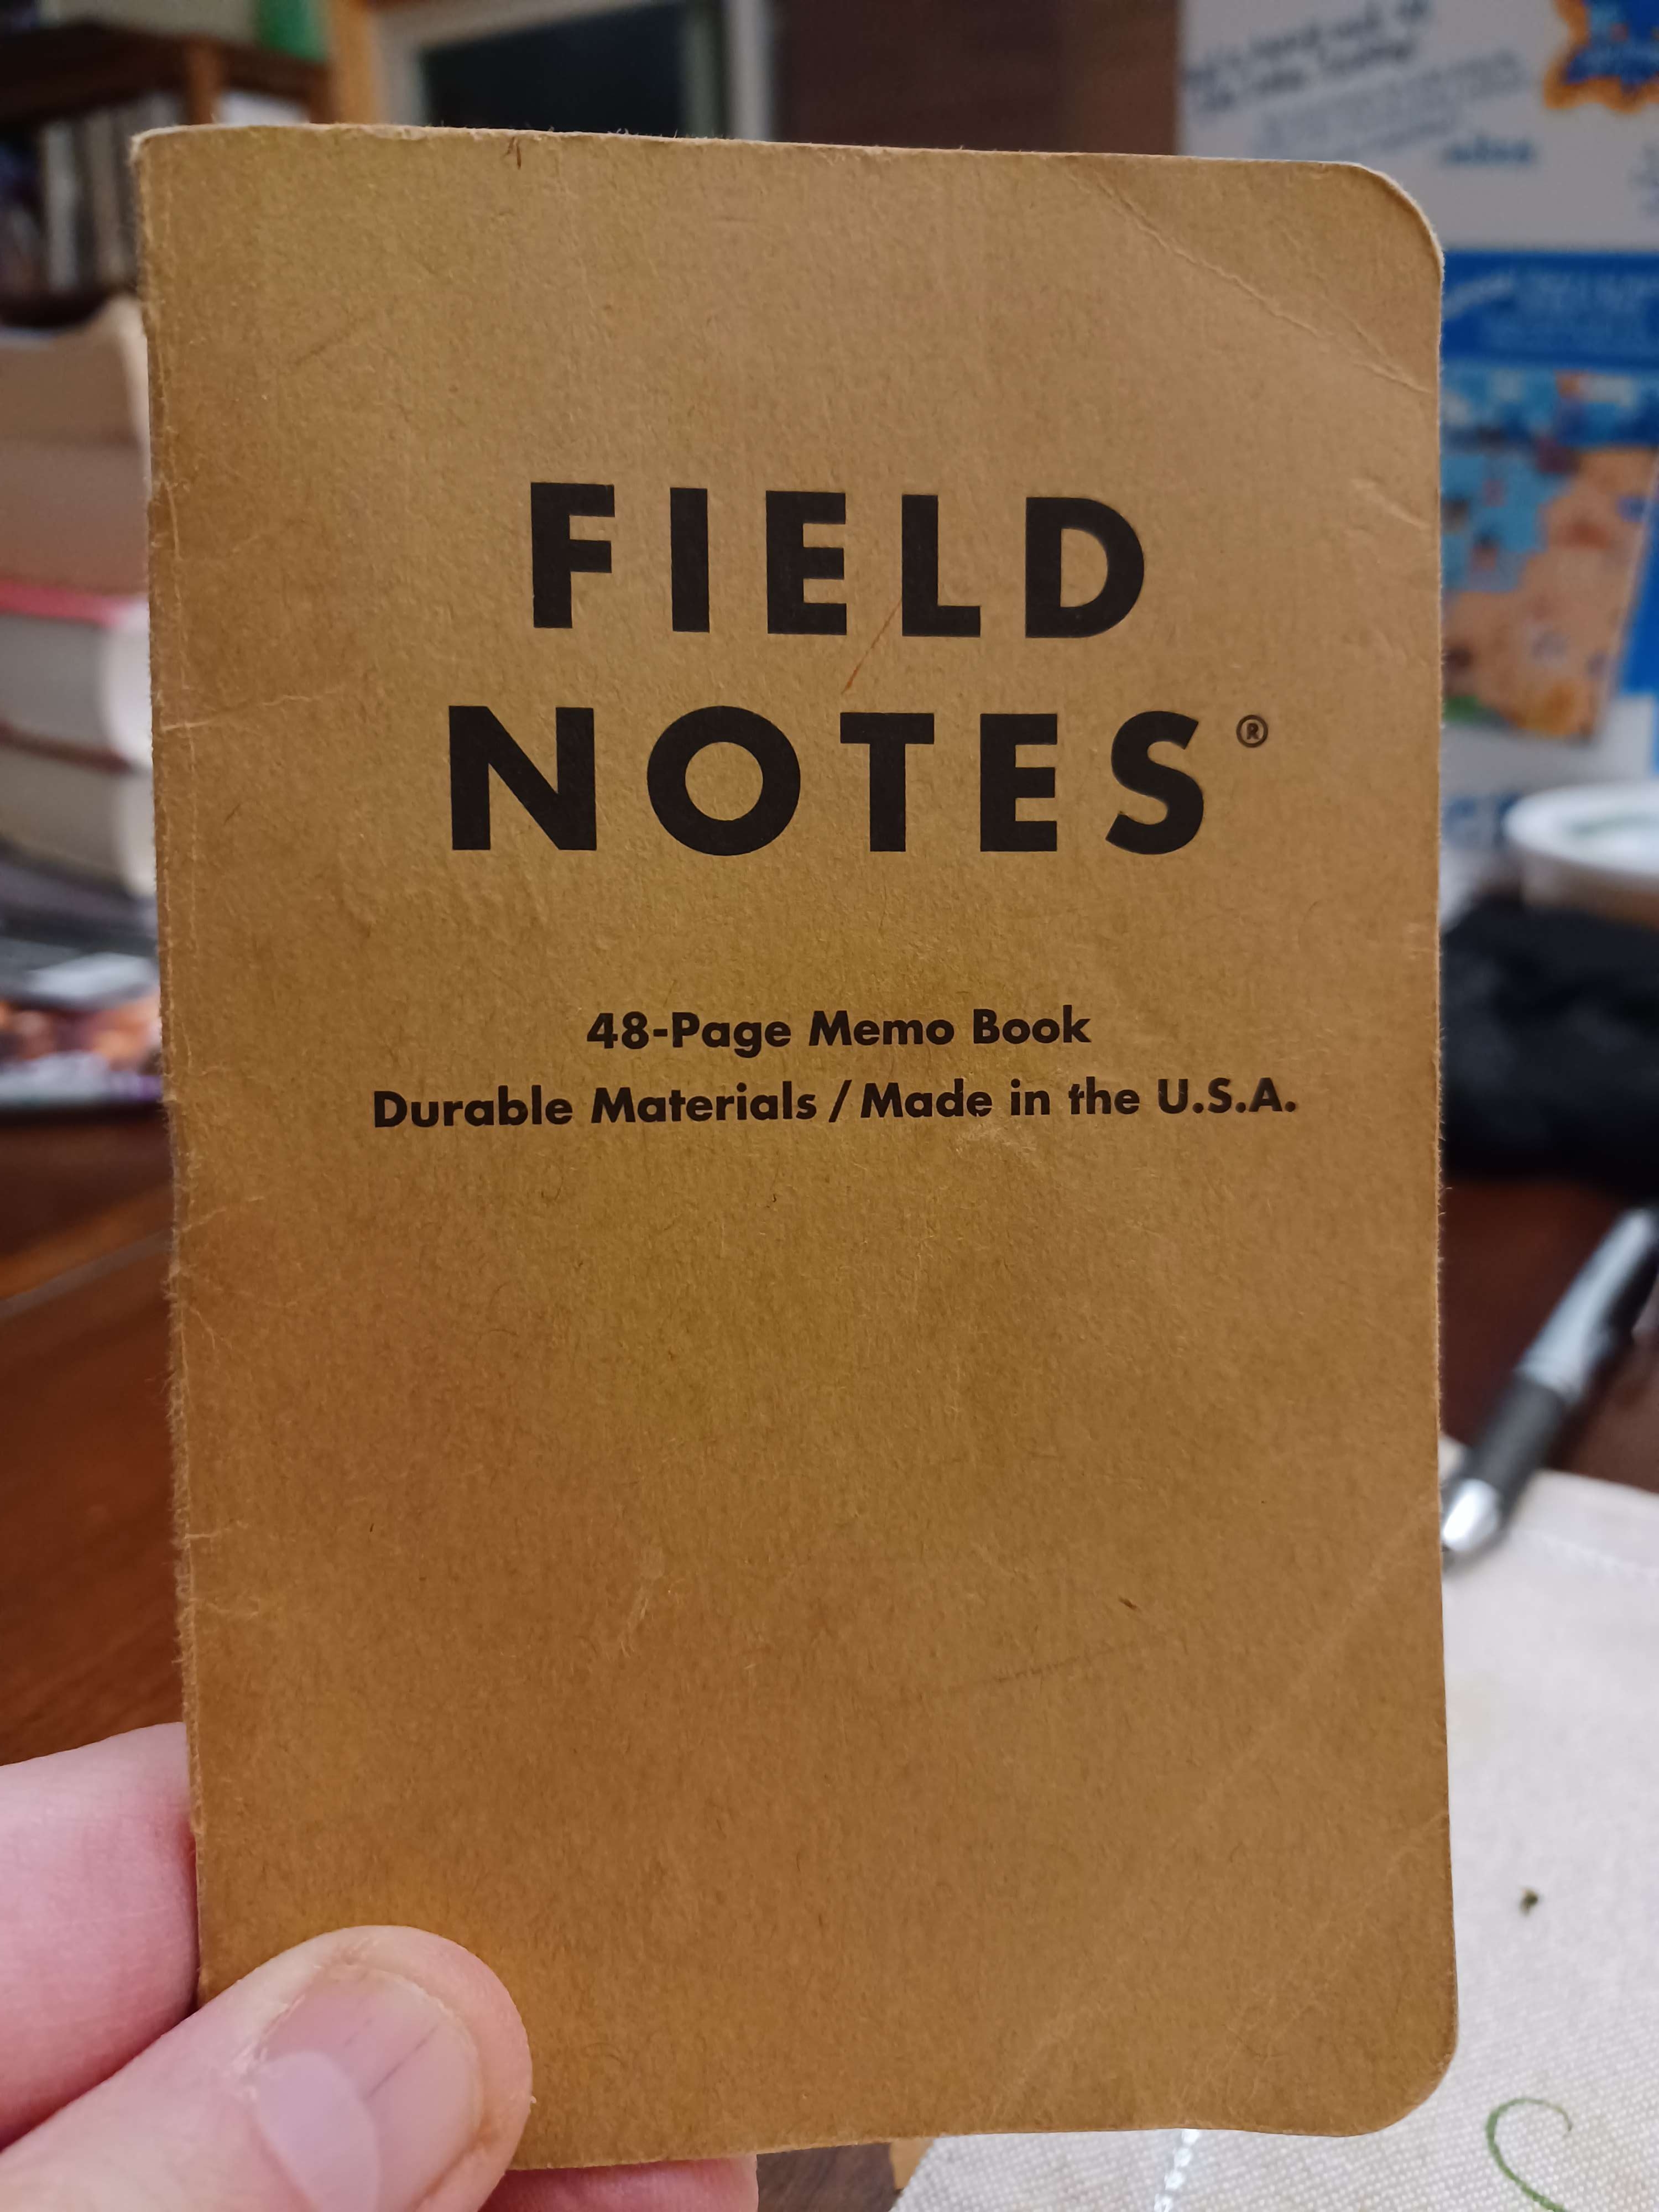 FIELD
NOTES®
48-Page Memo Book
Durable Materials / Made in the U.S.A.